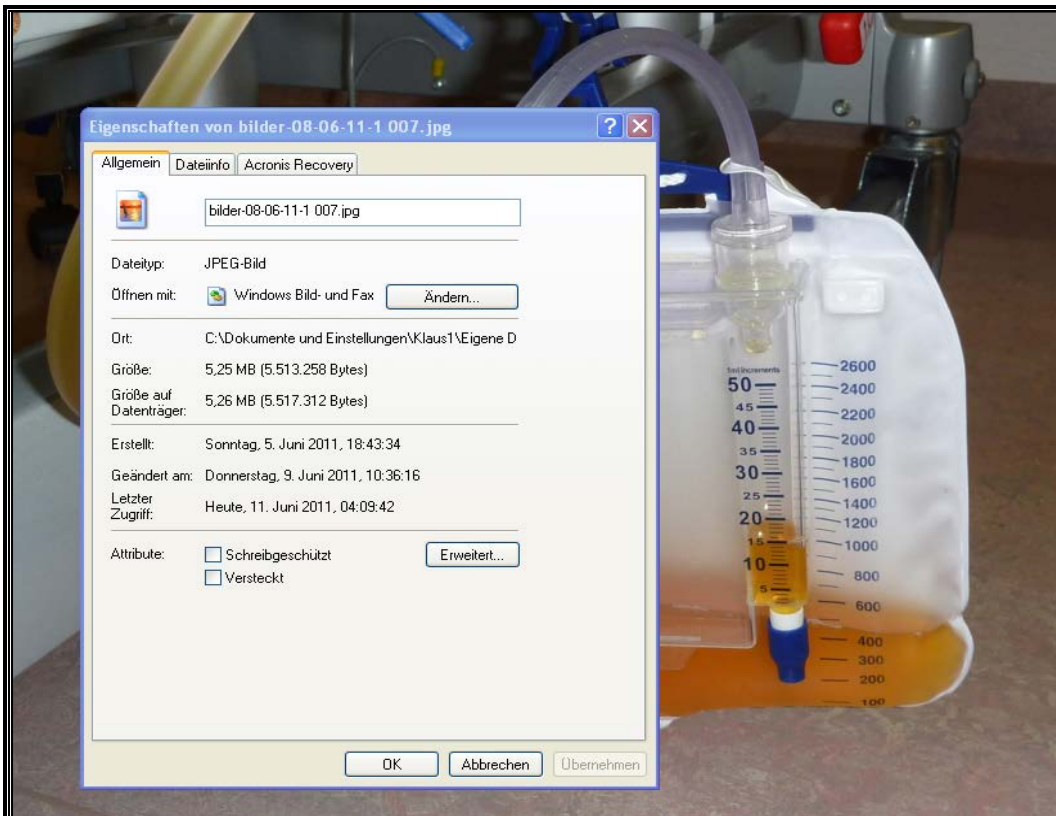 Eigenschaften von bilder-08-06-11-1 007.jpg
Allgemein Dateiinfo Acronis Recovery
bilder-08-06-11-1 007.jpg
Dateityp: JPEG-Bild
Öffnen mit: Windows Bild- und Fax Ändern...
Ort: C:\Dokumente und Einstellungen\Klaus1\Eigene D
Größe: 5,25 MB (5.513.258 Bytes)
Größe auf
Datenträger: 5,26 MB (5.517.312 Bytes)
Erstellt: Sonntag, 5. Juni 2011, 18:43:34
Geändert am: Donnerstag, 9. Juni 2011, 10:36:16
Letzter
Zugriff: Heute, 11. Juni 2011, 04:09:42
Attribute: Schreibgeschützt Erweitert...
Versteckt
OK Abbrechen Übernehmen
increments
50
45
40
35
30
25
20
15
10
5
2600
2400
2200
2000
1800
1600
1400
1200
1000
800
600
400
300
200
100